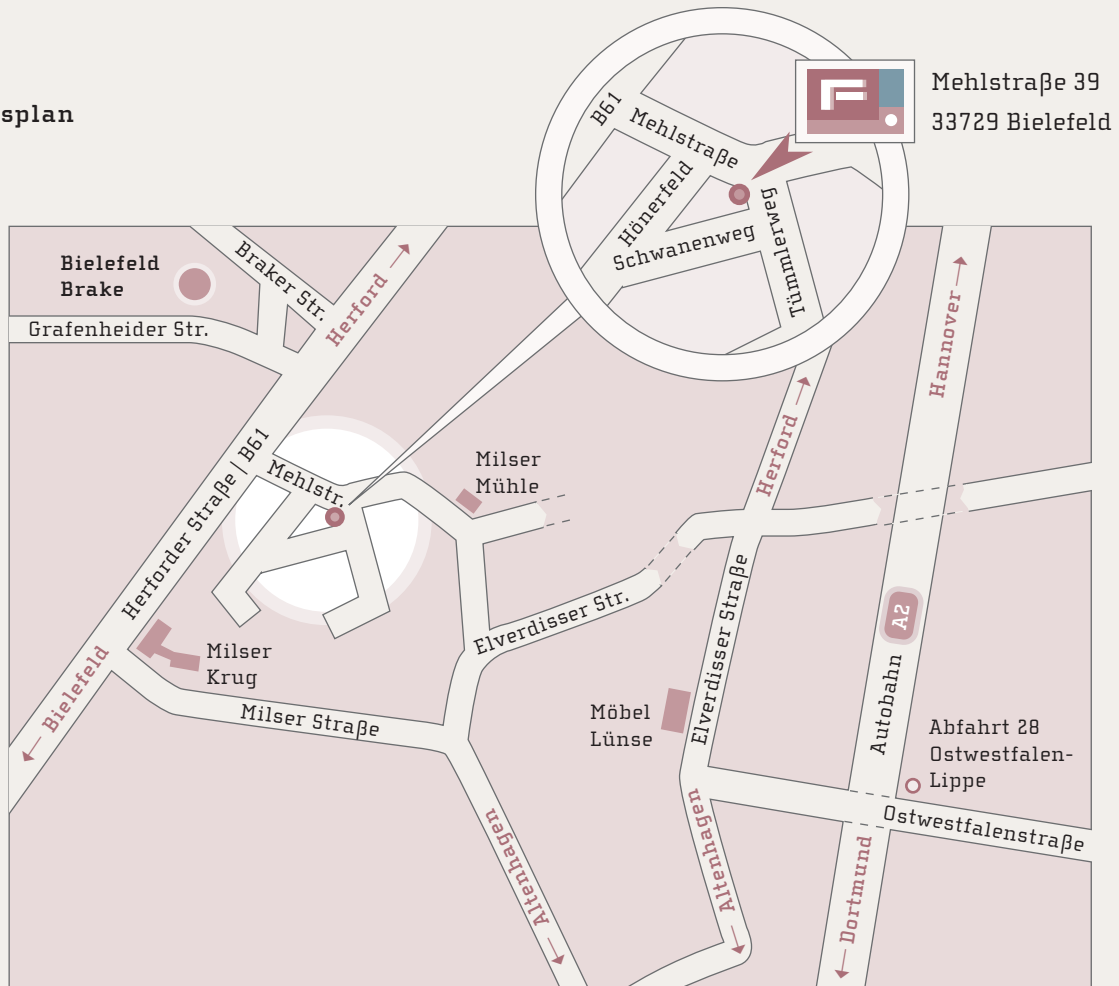 splan
Mehlstraße 39
33729 Bielefeld
B61
Mehlstraße
Hönerfeld
Schwanenweg
Tümmlerweg
Bielefeld
Brake
Braker Str.
Herford
Grafenheider Str.
Hannover
Herforder Straße | B61
Mehlstr.
Milser
Mühle
Herford
Elverdisser Str.
Elverdisser Straße
A2
Autobahn
Milser
Krug
Bielefeld
Milser Straße
Möbel
Lünse
Abfahrt 28
Ostwestfalen-
Lippe
Ostwestfalenstraße
Altenhagen
Altenhagen
Dortmund